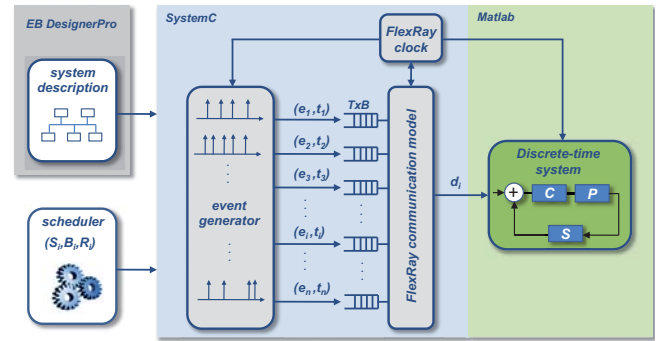 EB DesignerPro
SystemC
Matlab
FlexRay
clock
system
description
(e1,t1)
TxB
(e2,t2)
(e3,t3)
event
generator
(ei,ti)
(en,tn)
FlexRay communication model
di
Discrete-time
system
+
C
P
S
scheduler
(Si,Bi,Ri)